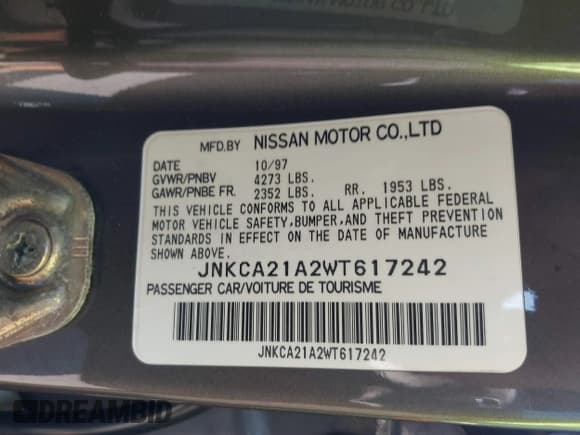 MFD.BY NISSAN MOTOR CO.,LTD
DATE 10/97
GVWR/PNBV 4273 LBS.
GAWR/PNBE FR. 2352 LBS. RR. 1953 LBS.
THIS VEHICLE CONFORMS TO ALL APPLICABLE FEDERAL
MOTOR VEHICLE SAFETY,BUMPER,AND THEFT PREVENTION
STANDARDS IN EFFECT ON THE DATE OF MANUFACTURE
SHOWN ABOVE.
JNKCA21A2WT617242
PASSENGER CAR/VOITURE DE TOURISME
JNKCA21A2WT617242
DREAMBID